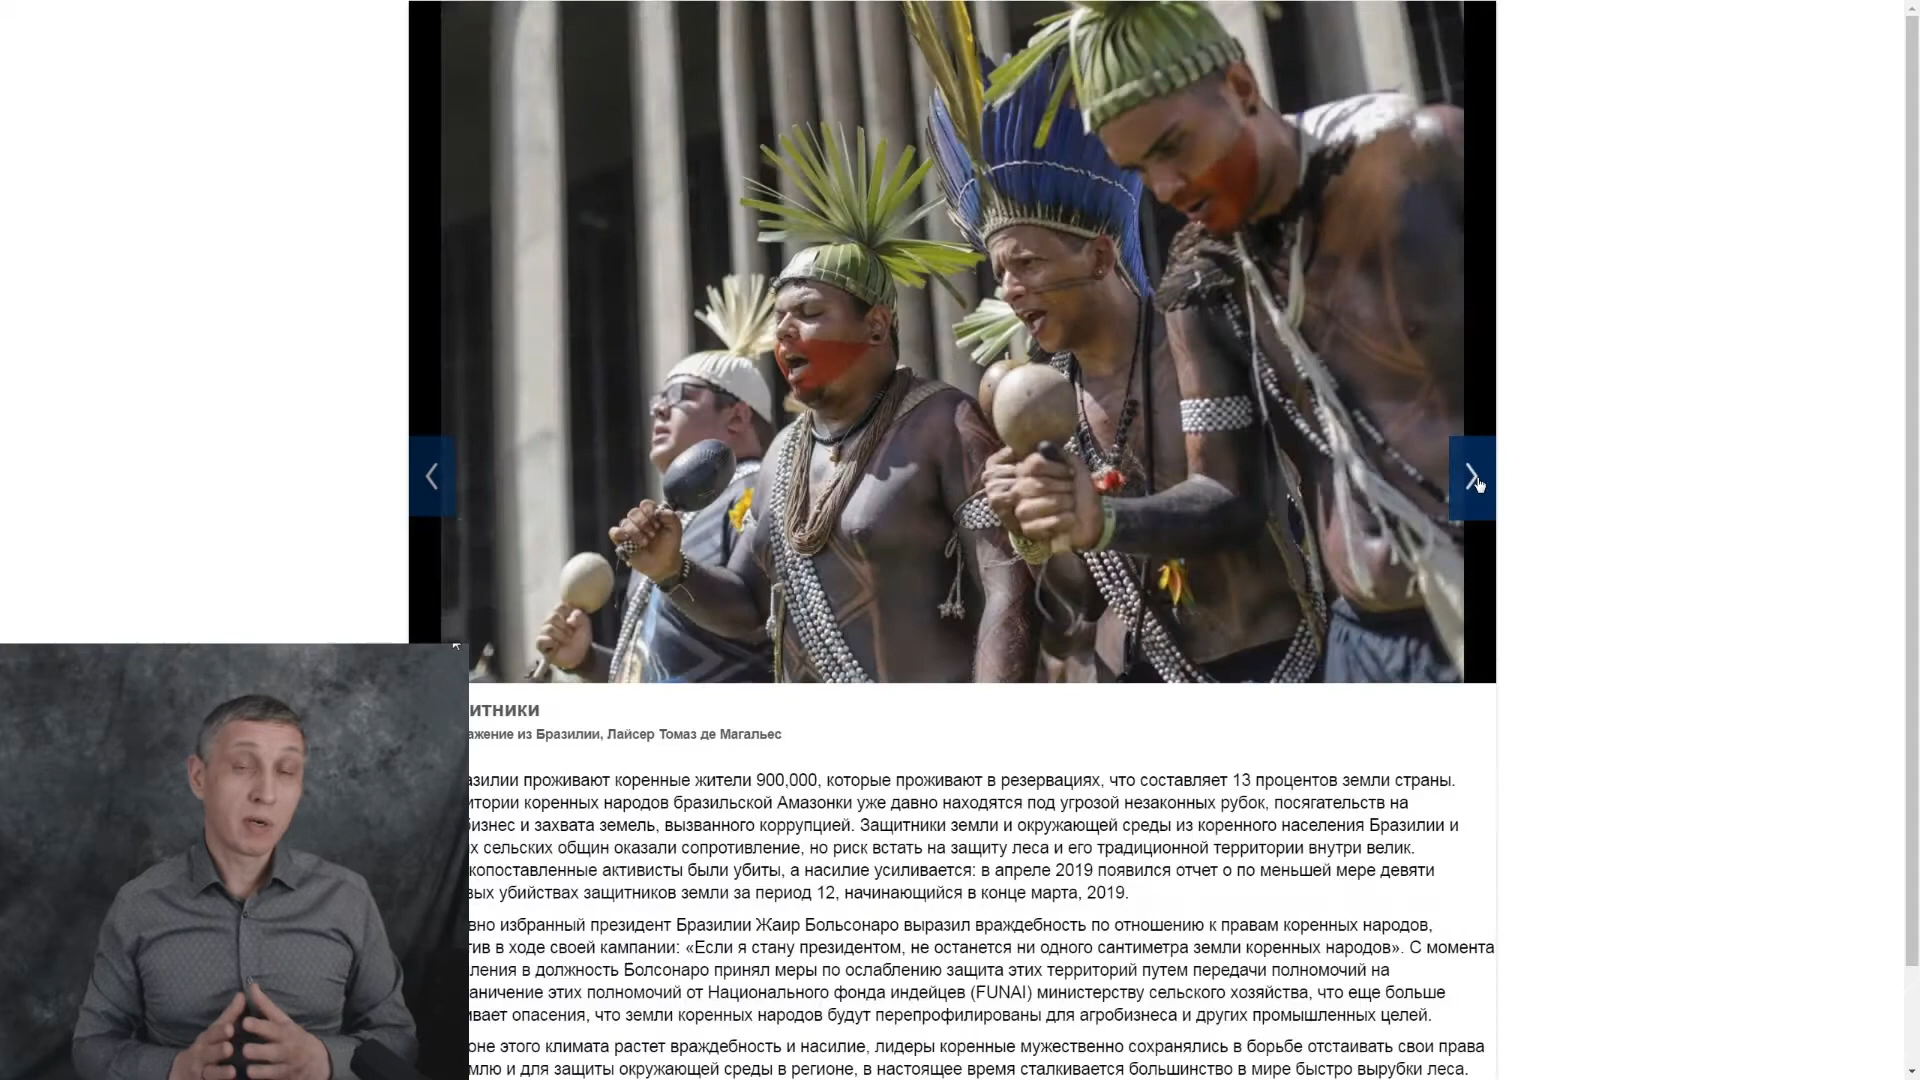 итники
ажение из Бразилии, Лайсер Томаз де Магальес
азилии проживают коренные жители 900,000, которые проживают в резервациях, что составляет 13 процентов земли страны.
итории коренных народов бразильской Амазонки уже давно находятся под угрозой незаконных рубок, посягательств на
бизнес и захвата земель, вызванного коррупцией. Защитники земли и окружающей среды из коренного населения Бразилии и
х сельских общин оказали сопротивление, но риск встать на защиту леса и его традиционной территории внутри велик.
копоставленные активисты были убиты, а насилие усиливается: в апреле 2019 появился отчет о по меньшей мере девяти
вых убийствах защитников земли за период 12, начинающийся в конце марта, 2019.
вно избранный президент Бразилии Жаир Больсонаро выразил враждебность по отношению к правам коренных народов,
тив в ходе своей кампании: «Если я стану президентом, не останется ни одного сантиметра земли коренных народов». С момента
ления в должность Болсонаро принял меры по ослаблению защита этих территорий путем передачи полномочий на
аничение этих полномочий от Национального фонда индейцев (FUNAI) министерству сельского хозяйства, что еще больше
ивает опасения, что земли коренных народов будут перепрофилированы для агробизнеса и других промышленных целей.
оне этого климата растет враждебность и насилие, лидеры коренные мужественно сохранялись в борьбе отстаивать свои права
млю и для защиты окружающей среды в регионе, в настоящее время сталкивается большинство в мире быстро вырубки леса.